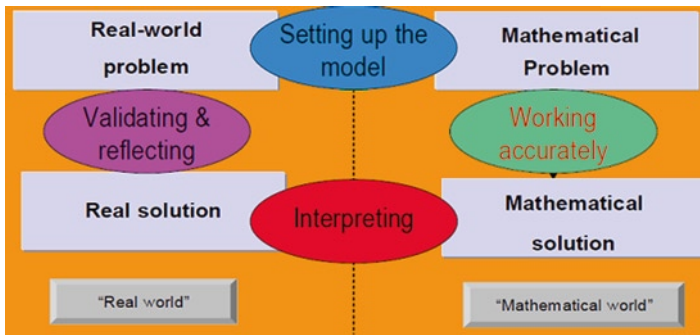 Real-world
problem
Setting up the
model
Mathematical
Problem
Validating &
reflecting
Working
accurately
Real solution
Interpreting
Mathematical
solution
"Real world"
"Mathematical world"